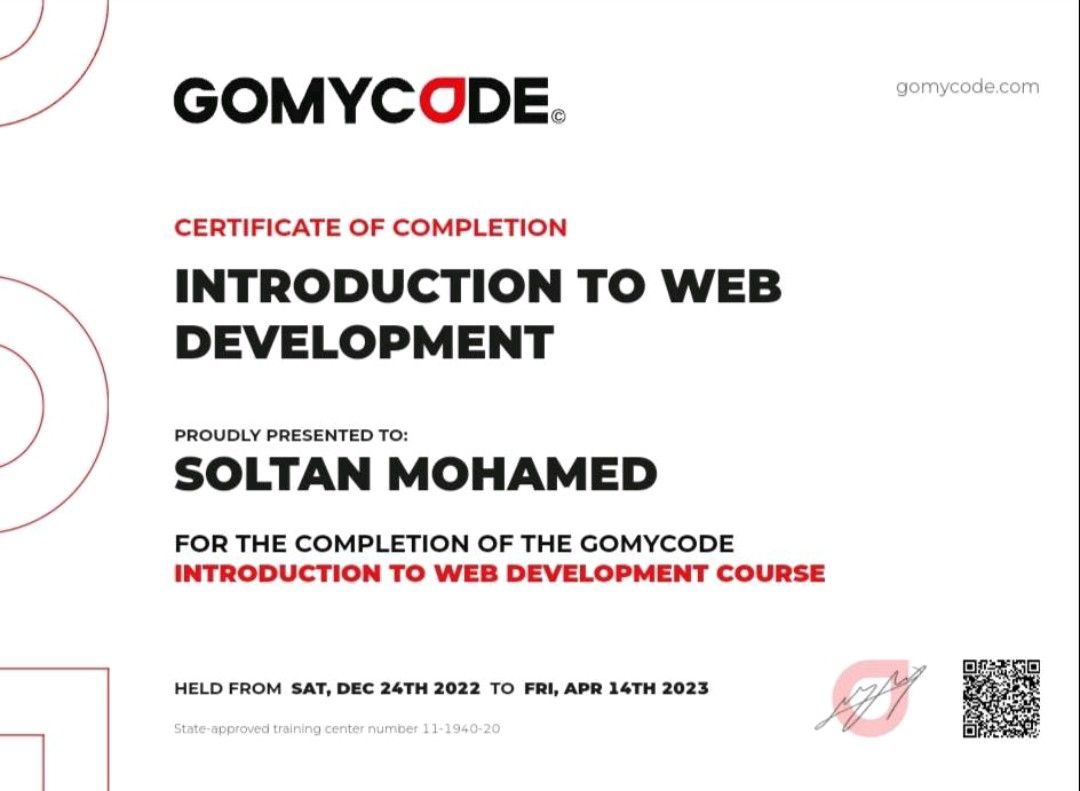 GOMYCODE©
gomycode.com
CERTIFICATE OF COMPLETION
INTRODUCTION TO WEB
DEVELOPMENT
PROUDLY PRESENTED TO:
SOLTAN MOHAMED
FOR THE COMPLETION OF THE GOMYCODE
INTRODUCTION TO WEB DEVELOPMENT COURSE
HELD FROM SAT, DEC 24TH 2022 TO FRI, APR 14TH 2023
State-approved training center number 11-1940-20